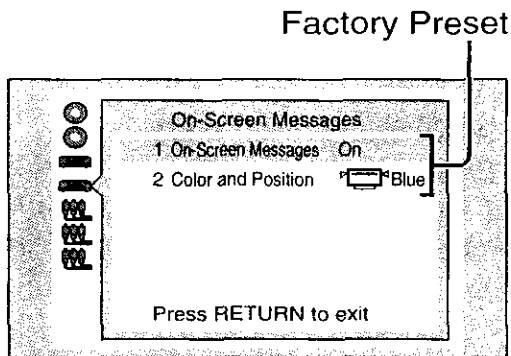 Factory Preset
On-Screen Messages
1 On-Screen Messages On
2 Color and Position Blue
Press RETURN to exit